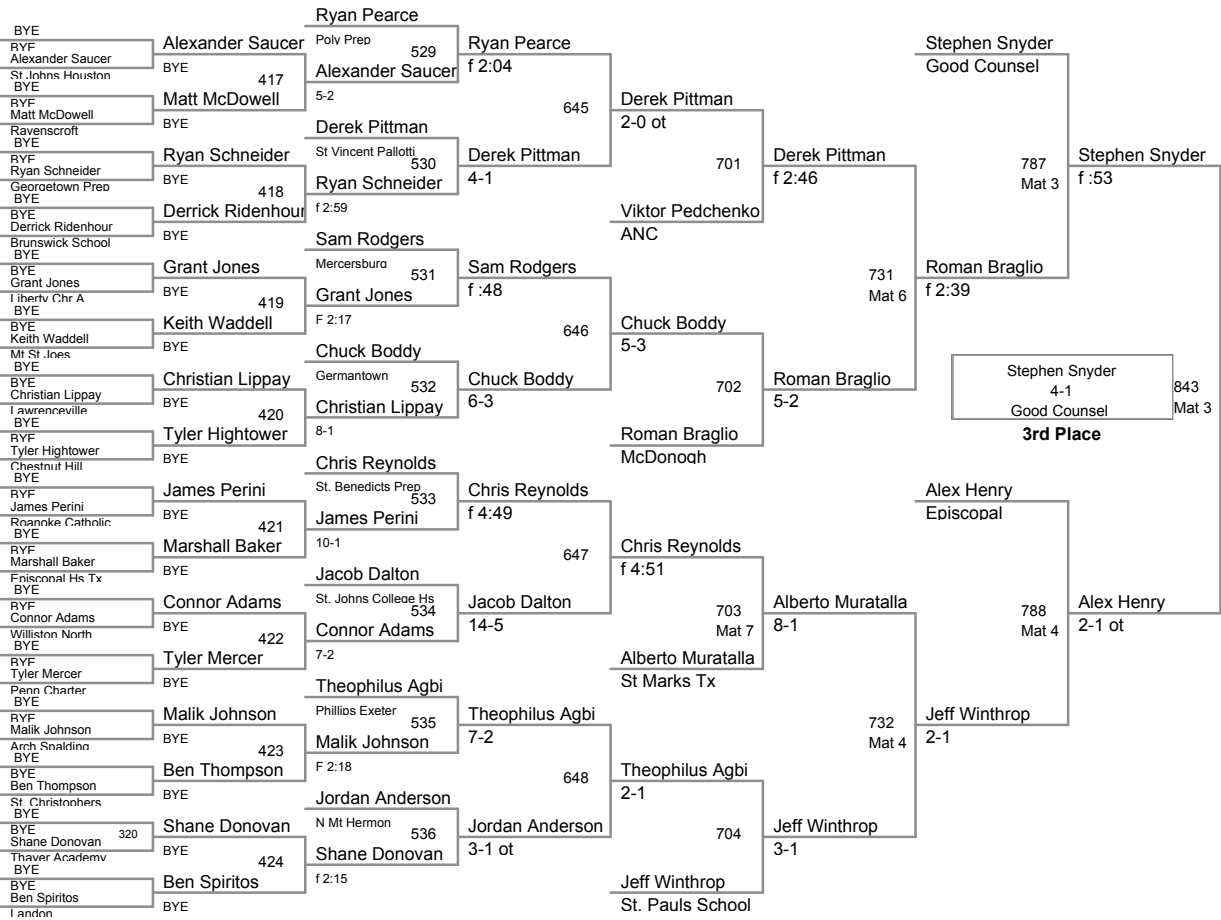 BYE
BYE
Alexander Saucer
St Johns Houston
BYE
BYE
Matt McDowell
Ravenscroft
BYE
BYE
Ryan Schneider
Georgetown Prep
BYE
BYE
Derrick Ridenhour
Brunswick School
BYE
BYE
Grant Jones
Liberty Chr A
BYE
BYE
Keith Waddell
Mt St Joes
BYE
BYE
Christian Lippay
Lawrenceville
BYE
BYE
Tyler Hightower
Chestnut Hill
BYE
BYE
James Perini
Roanoke Catholic
BYE
BYE
Marshall Baker
Episcopal Hs Tx
BYE
BYE
Connor Adams
Williston North
BYE
BYE
Tyler Mercer
Penn Charter
BYE
BYE
Malik Johnson
Arch Spalding
BYE
BYE
Ben Thompson
St. Christophers
BYE
BYE
320
Shane Donovan
Thayer Academy
BYE
BYE
Ben Spiritos
Landon
Alexander Saucer
BYE
417
Matt McDowell
BYE
Ryan Schneider
BYE
418
Derrick Ridenhour
BYE
Grant Jones
BYE
419
Keith Waddell
BYE
Christian Lippay
BYE
420
Tyler Hightower
BYE
James Perini
BYE
421
Marshall Baker
BYE
Connor Adams
BYE
422
Tyler Mercer
BYE
Malik Johnson
BYE
423
Ben Thompson
BYE
Shane Donovan
BYE
424
Ben Spiritos
BYE
Ryan Pearce
Poly Prep
529
Alexander Saucer
5-2
Derek Pittman
St Vincent Pallotti
530
Ryan Schneider
f 2:59
Sam Rodgers
Mercersburg
531
Grant Jones
F 2:17
Chuck Boddy
Germantown
532
Christian Lippay
8-1
Chris Reynolds
St. Benedicts Prep
533
James Perini
10-1
Jacob Dalton
St. Johns College Hs
534
Connor Adams
7-2
Theophilus Agbi
Phillips Exeter
535
Malik Johnson
F 2:18
Jordan Anderson
N Mt Hermon
536
Shane Donovan
f 2:15
Ryan Pearce
f 2:04
645
Derek Pittman
4-1
Sam Rodgers
f :48
646
Chuck Boddy
6-3
Chris Reynolds
f 4:49
647
Jacob Dalton
14-5
Theophilus Agbi
7-2
648
Jordan Anderson
3-1 ot
Derek Pittman
2-0 ot
701
Viktor Pedchenko
ANC
Chuck Boddy
5-3
702
Roman Braglio
McDonogh
Chris Reynolds
f 4:51
703
Mat 7
Alberto Muratalla
St Marks Tx
Theophilus Agbi
2-1
704
Jeff Winthrop
St. Pauls School
Derek Pittman
f 2:46
731
Mat 6
Roman Braglio
5-2
Alberto Muratalla
8-1
732
Mat 4
Jeff Winthrop
3-1
Stephen Snyder
Good Counsel
787
Mat 3
Roman Braglio
f 2:39
Alex Henry
Episcopal
788
Mat 4
Jeff Winthrop
2-1
Stephen Snyder
f :53
Alex Henry
2-1 ot
Stephen Snyder
4-1
Good Counsel
843
Mat 3
3rd Place